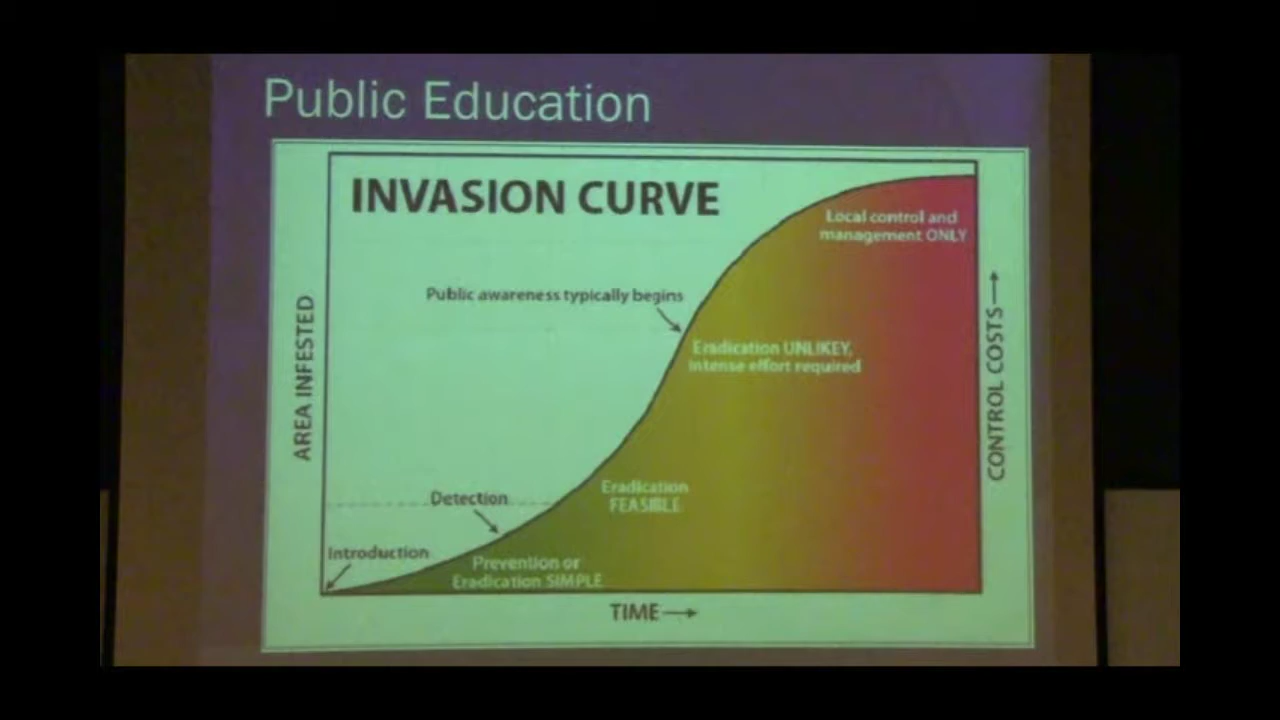 Public Education
INVASION CURVE
Local control and
management ONLY
Public awareness typically begins
Eradication UNLIKEY,
intense effort required
AREA INFESTED
CONTROL COSTS
Eradication
FEASIBLE
Detection
Introduction
Prevention or
Eradication SIMPLE
TIME